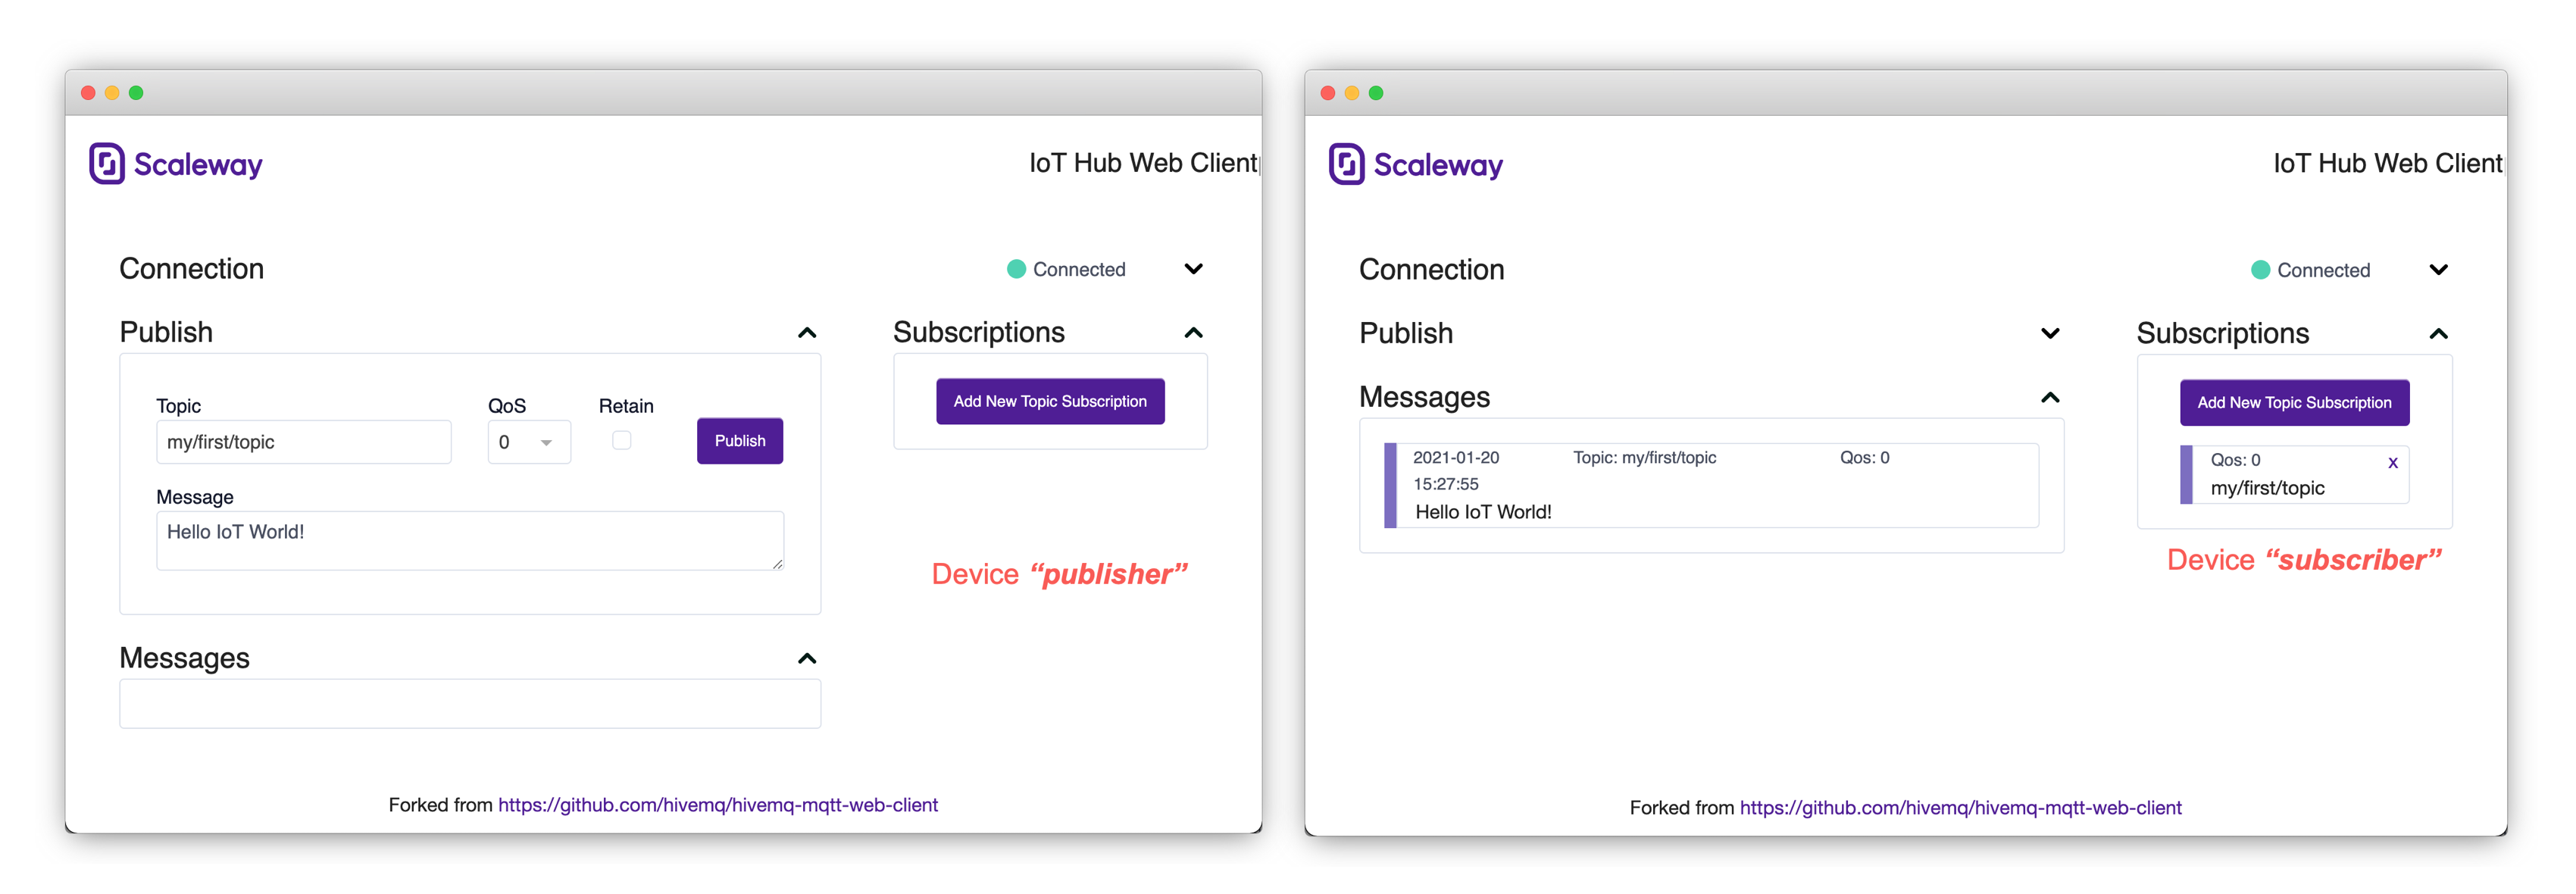 Scaleway
IoT Hub Web Client
Connection
Connected
Publish
Subscriptions
Topic
QoS
Retain
my/first/topic
0
Publish
Add New Topic Subscription
Message
Hello IoT World!
Device “publisher”
Messages
Forked from https://github.com/hivemq/hivemq-mqtt-web-client
Scaleway
IoT Hub Web Client
Connection
Connected
Publish
Subscriptions
Messages
Add New Topic Subscription
2021-01-20
15:27:55
Topic: my/first/topic
Qos: 0
Hello IoT World!
Qos: 0
x
my/first/topic
Device “subscriber”
Forked from https://github.com/hivemq/hivemq-mqtt-web-client